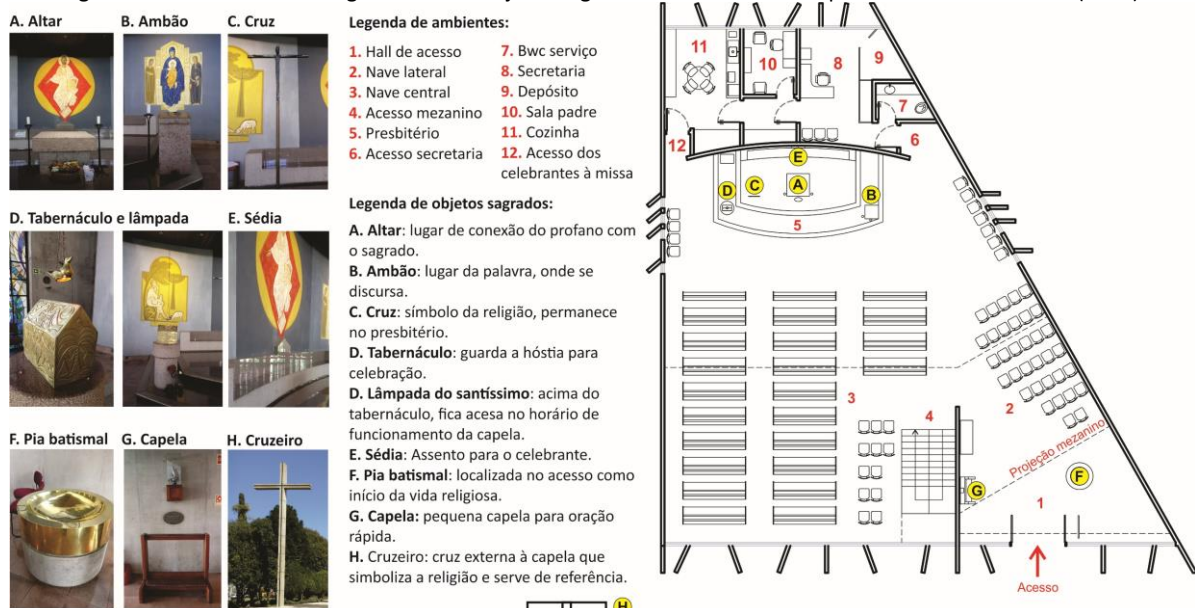 A. Altar
B. Ambão
C. Cruz
D. Tabernáculo e lâmpada
E. Sédia
F. Pia batismal
G. Capela
H. Cruzeiro
Legenda de ambientes:
1. Hall de acesso
2. Nave lateral
3. Nave central
4. Acesso mezanino
5. Presbitério
6. Acesso secretaria
7. Bwc serviço
8. Secretaria
9. Depósito
10. Sala padre
11. Cozinha
12. Acesso dos
celebrantes à missa
Legenda de objetos sagrados:
A. Altar: lugar de conexão do profano com
o sagrado.
B. Ambão: lugar da palavra, onde se
discursa.
C. Cruz: símbolo da religião, permanece
no presbitério.
D. Tabernáculo: guarda a hóstia para
celebração.
D. Lâmpada do santíssimo: acima do
tabernáculo, fica acesa no horário de
funcionamento da capela.
E. Sédia: Assento para o celebrante.
F. Pia batismal: localizada no acesso como
início da vida religiosa.
G. Capela: pequena capela para oração
rápida.
H. Cruzeiro: cruz externa à capela que
simboliza a religião e serve de referência.
11
10
8
9
7
12
6
E
D
C
A
B
5
3
4
2
Projeção mezanino
G
F
1
Acesso
H